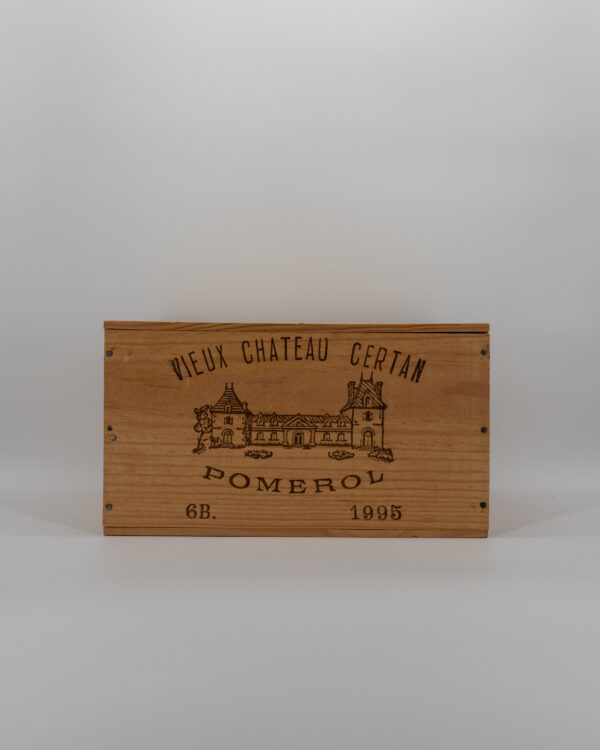 VIEUX CHATEAU CERTAN
POMEROL
6B. 1995